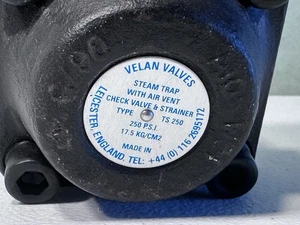 VELAN VALVES
STEAM TRAP
WITH AIR VENT
CHECK VALVE & STRAINER
TYPE TS 250
250 P.S.I.
17.5 KG/CM2
MADE IN
LEICESTER, ENGLAND TEL: +44 (0) 116 2695172